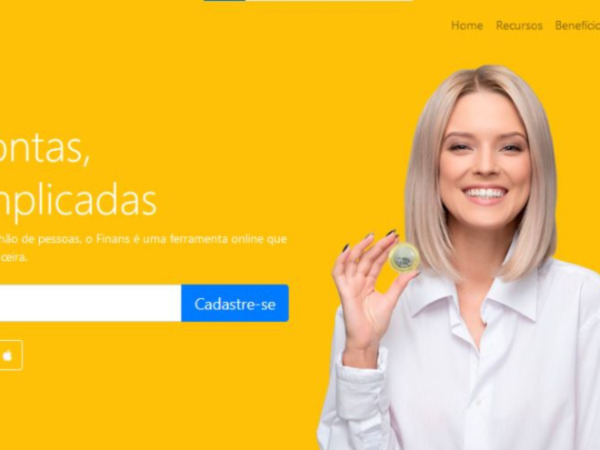 Home Recursos Benefício
ontas,
mplicadas
hão de pessoas, o Finans é uma ferramenta online que
ceira.
Cadastre-se